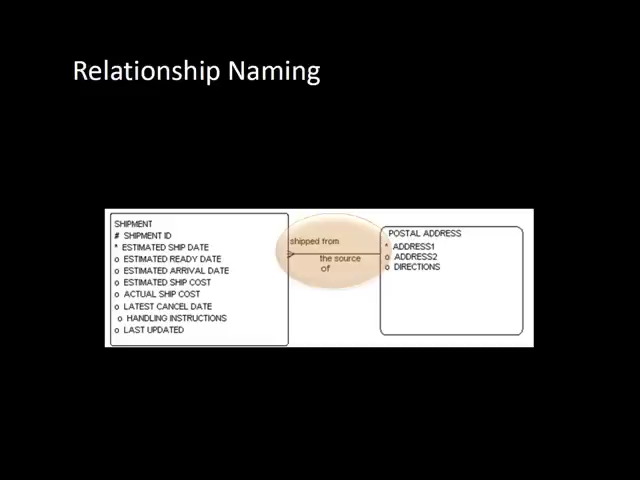 Relationship Naming
SHIPMENT
# SHIPMENT ID
* ESTIMATED SHIP DATE
o ESTIMATED READY DATE
o ESTIMATED ARRIVAL DATE
o ESTIMATED SHIP COST
o ACTUAL SHIP COST
o LATEST CANCEL DATE
o HANDLING INSTRUCTIONS
o LAST UPDATED
shipped from
the source
of
POSTAL ADDRESS
* ADDRESS1
o ADDRESS2
o DIRECTIONS